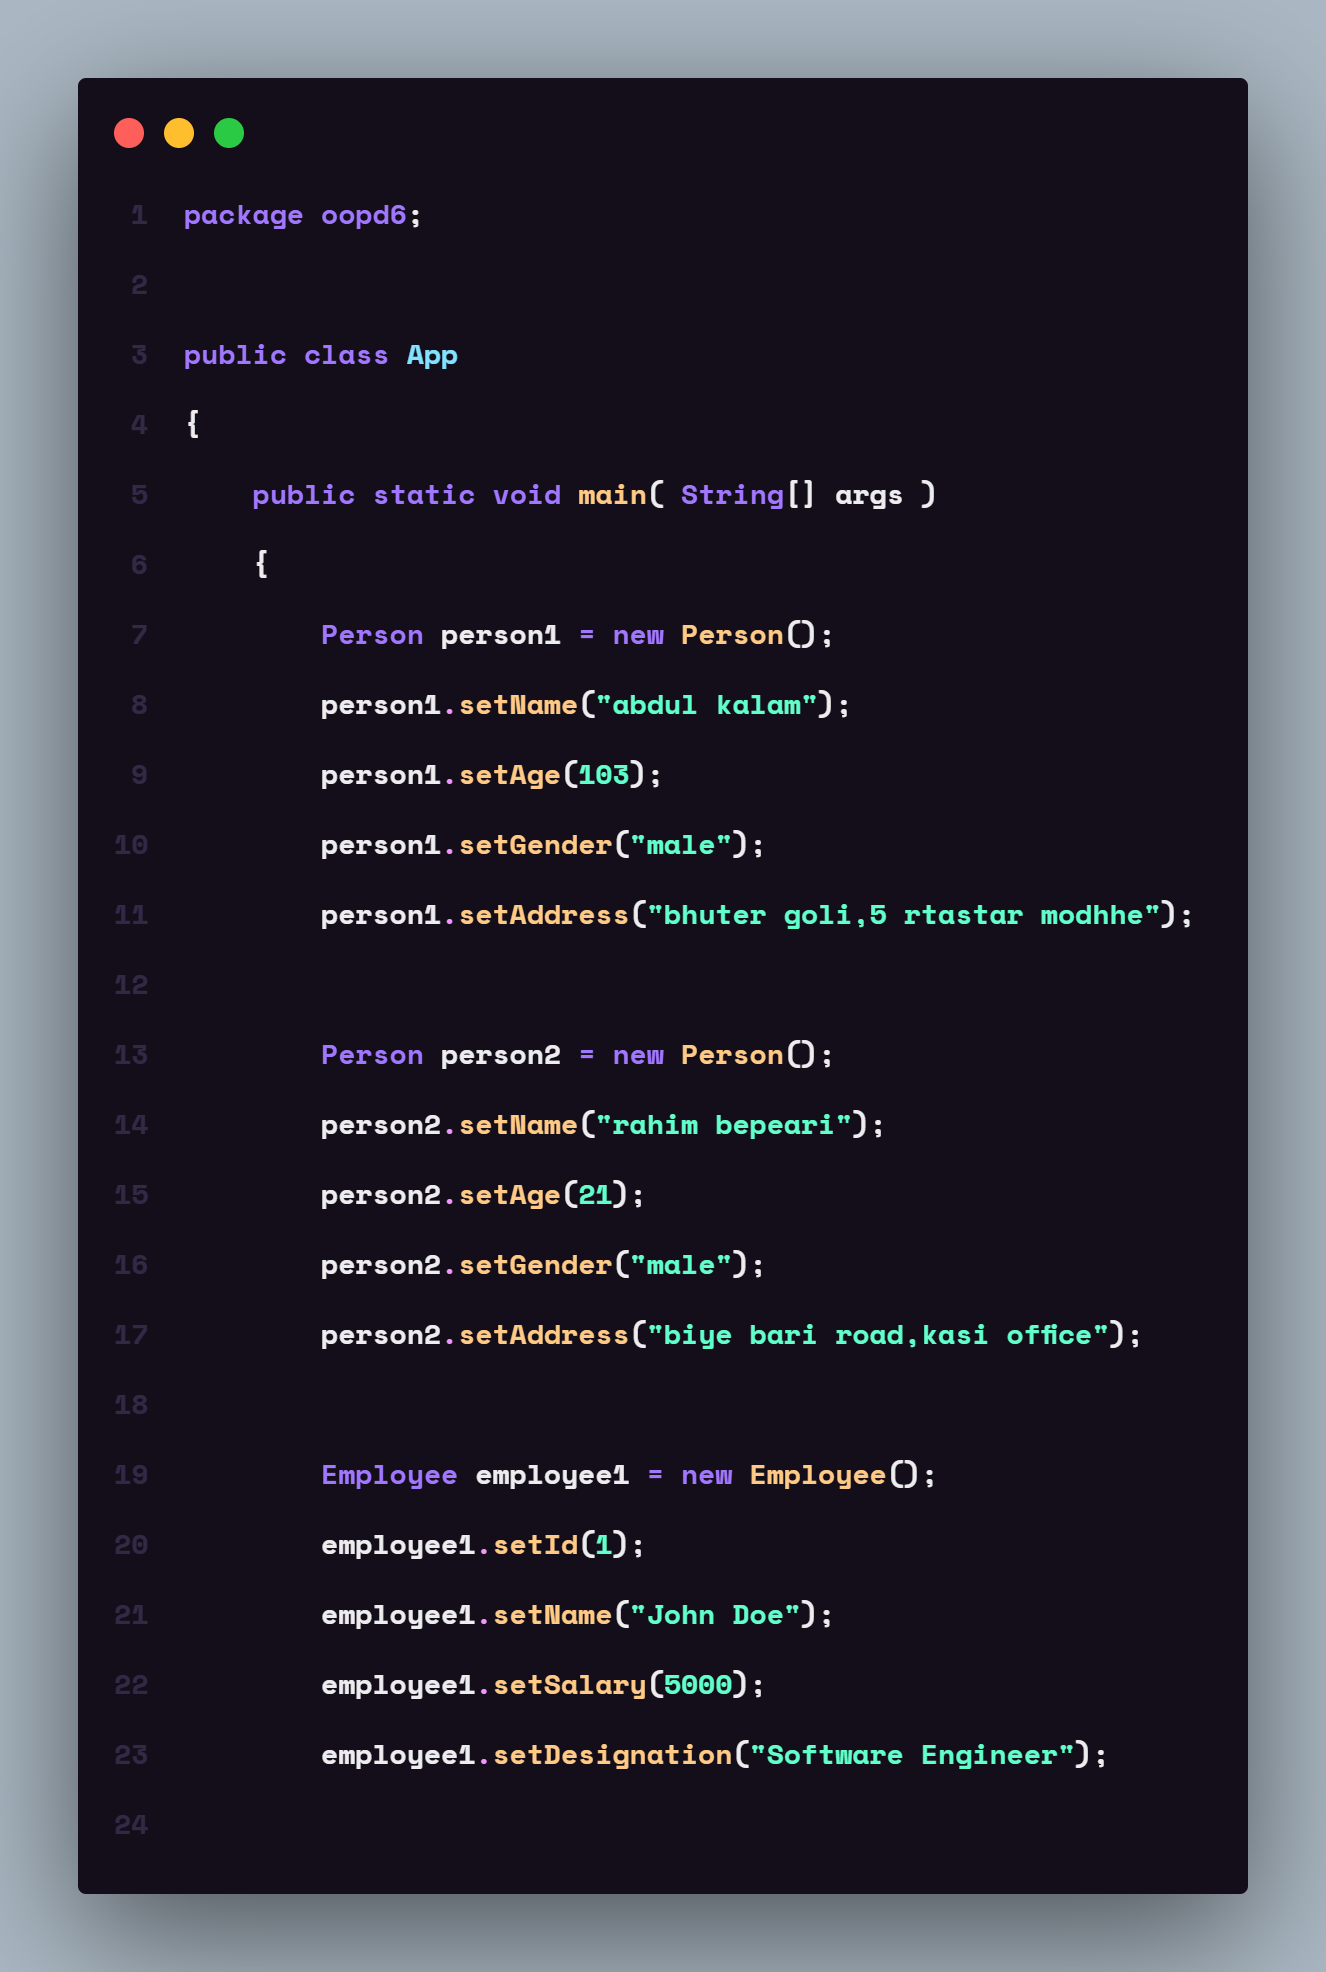 1 package oopd6;
2
3 public class App
4 {
5     public static void main( String[] args )
6     {
7         Person person1 = new Person();
8         person1.setName("abdul kalam");
9         person1.setAge(103);
10         person1.setGender("male");
11         person1.setAddress("bhuter goli,5 rtastar modhhe");
12
13         Person person2 = new Person();
14         person2.setName("rahim bepeari");
15         person2.setAge(21);
16         person2.setGender("male");
17         person2.setAddress("biye bari road,kasi office");
18
19         Employee employee1 = new Employee();
20         employee1.setId(1);
21         employee1.setName("John Doe");
22         employee1.setSalary(5000);
23         employee1.setDesignation("Software Engineer");
24